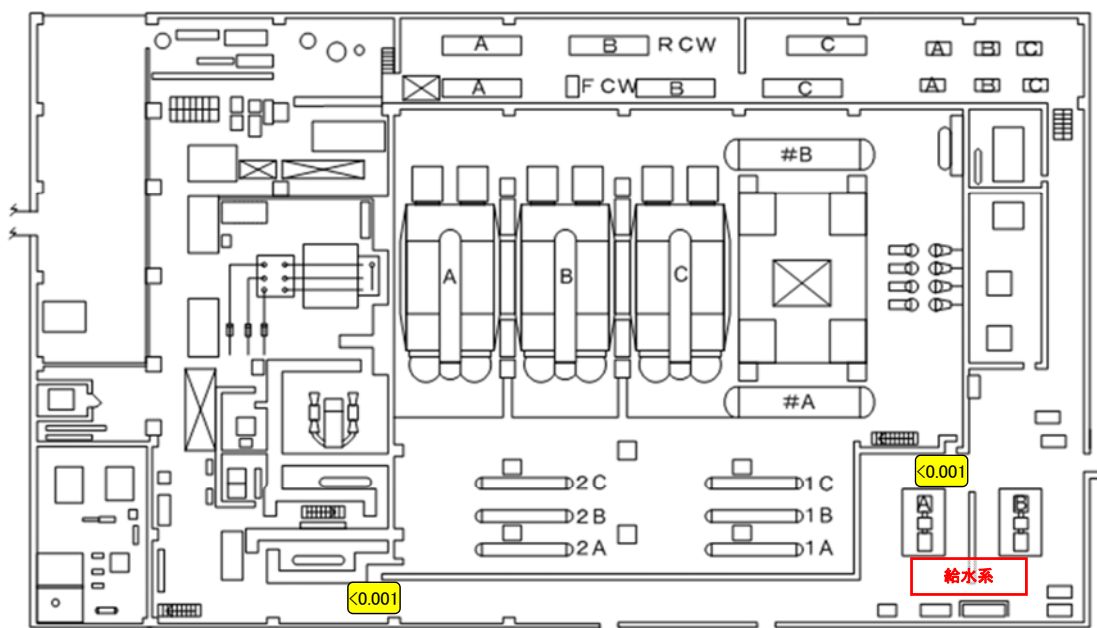 A B RCW C A B C
A FCW B C A B C
#B
A B C
#A
2C 1C
2B 1B
2A 1A
<0.001
A B
給水系
<0.001